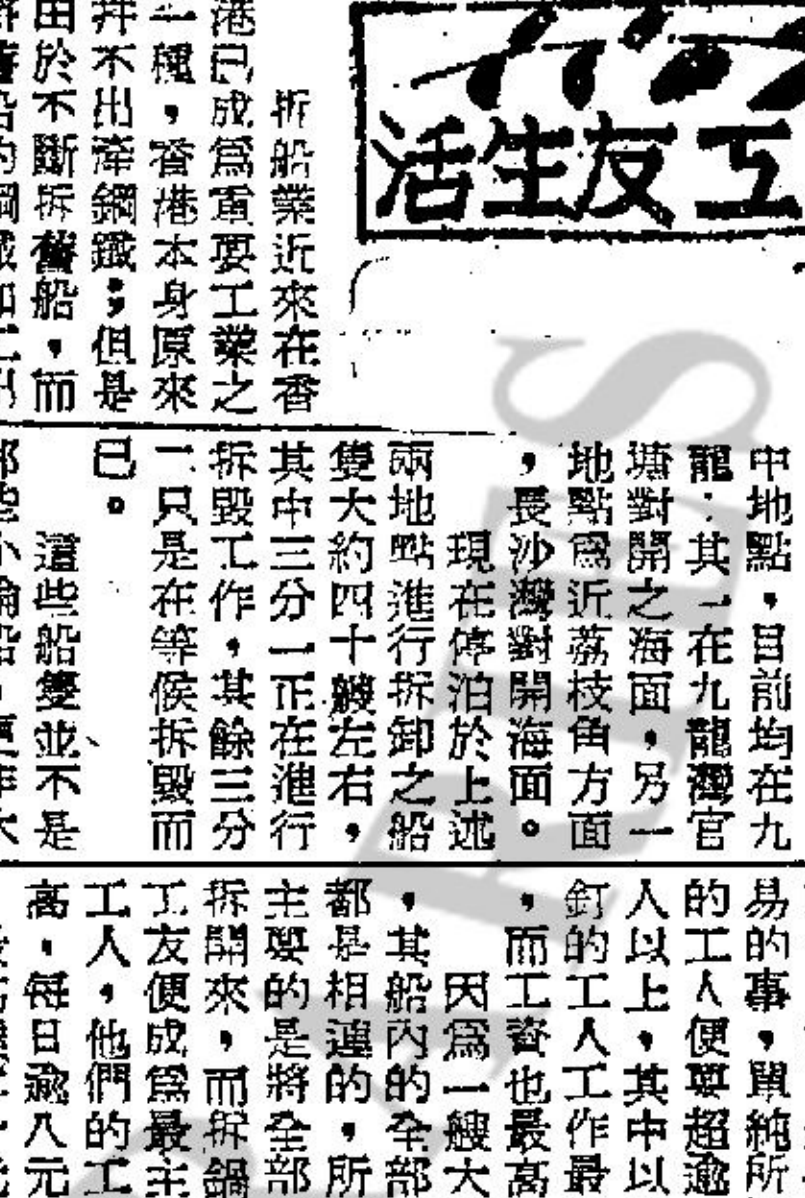 工友生活
拆船業近來在香
港已成爲重要工業之
一種，香港本身原來
并不出產鋼鐵；但是
由於不斷拆舊船，而
中地點，目前均在九
龍：其一在九龍灣官
塘對開之海面，另一
地點爲近荔枝角方面
，長沙灣對開海面。
現在停泊於上述
兩地點進行拆卸之船
隻大約四十艘左右，
其中三分一正在進行
拆毀工作，其餘三分
二只是在等候拆毀而
已。
這些船隻並不是
易的事，單純所
的工人便要超逾
人以上，其中以
釘的工人工作最
，而工資也最高
因爲一艘大
，其船內的全部
都是相連的，所
主要的是將全部
拆開來，而拆鍋
工友便成爲最主
工人，他們的工
高，每日逾八元